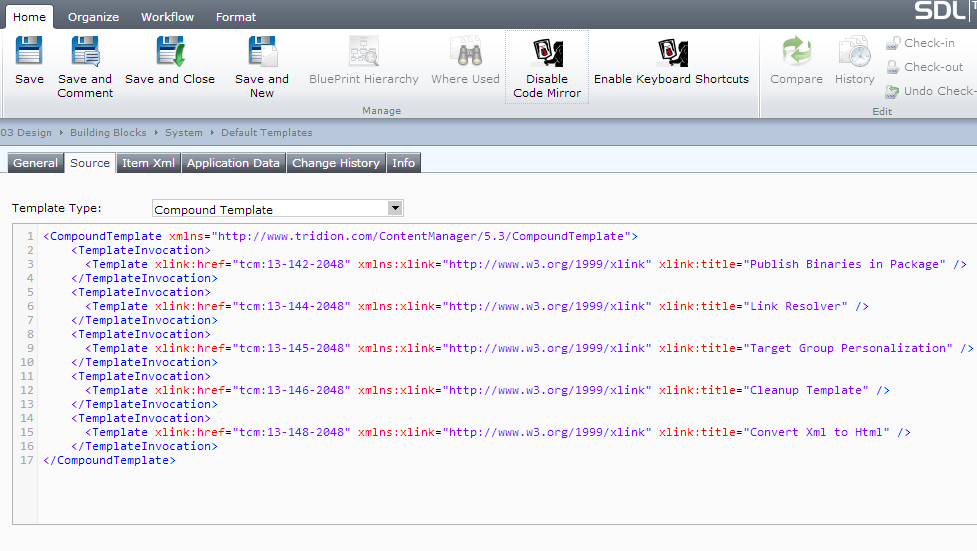 Home Organize Workflow Format SDL
Save
Save and
Comment
Save and Close
Save and
New
BluePrint Hierarchy
Where Used
Disable
Code Mirror
Enable Keyboard Shortcuts
Compare
History
Check-in
Check-out
Undo Check-
Manage
Edit
03 Design Building Blocks System Default Templates
General Source Item Xml Application Data Change History Info
Template Type: Compound Template
1 <CompoundTemplate xmlns="http://www.tridion.com/ContentManager/5.3/CompoundTemplate">
2 <TemplateInvocation>
3 <Template xlink:href="tcm:13-142-2048" xmlns:xlink="http://www.w3.org/1999/xlink" xlink:title="Publish Binaries in Package" />
4 </TemplateInvocation>
5 <TemplateInvocation>
6 <Template xlink:href="tcm:13-144-2048" xmlns:xlink="http://www.w3.org/1999/xlink" xlink:title="Link Resolver" />
7 </TemplateInvocation>
8 <TemplateInvocation>
9 <Template xlink:href="tcm:13-145-2048" xmlns:xlink="http://www.w3.org/1999/xlink" xlink:title="Target Group Personalization" />
10 </TemplateInvocation>
11 <TemplateInvocation>
12 <Template xlink:href="tcm:13-146-2048" xmlns:xlink="http://www.w3.org/1999/xlink" xlink:title="Cleanup Template" />
13 </TemplateInvocation>
14 <TemplateInvocation>
15 <Template xlink:href="tcm:13-148-2048" xmlns:xlink="http://www.w3.org/1999/xlink" xlink:title="Convert Xml to Html" />
16 </TemplateInvocation>
17 </CompoundTemplate>